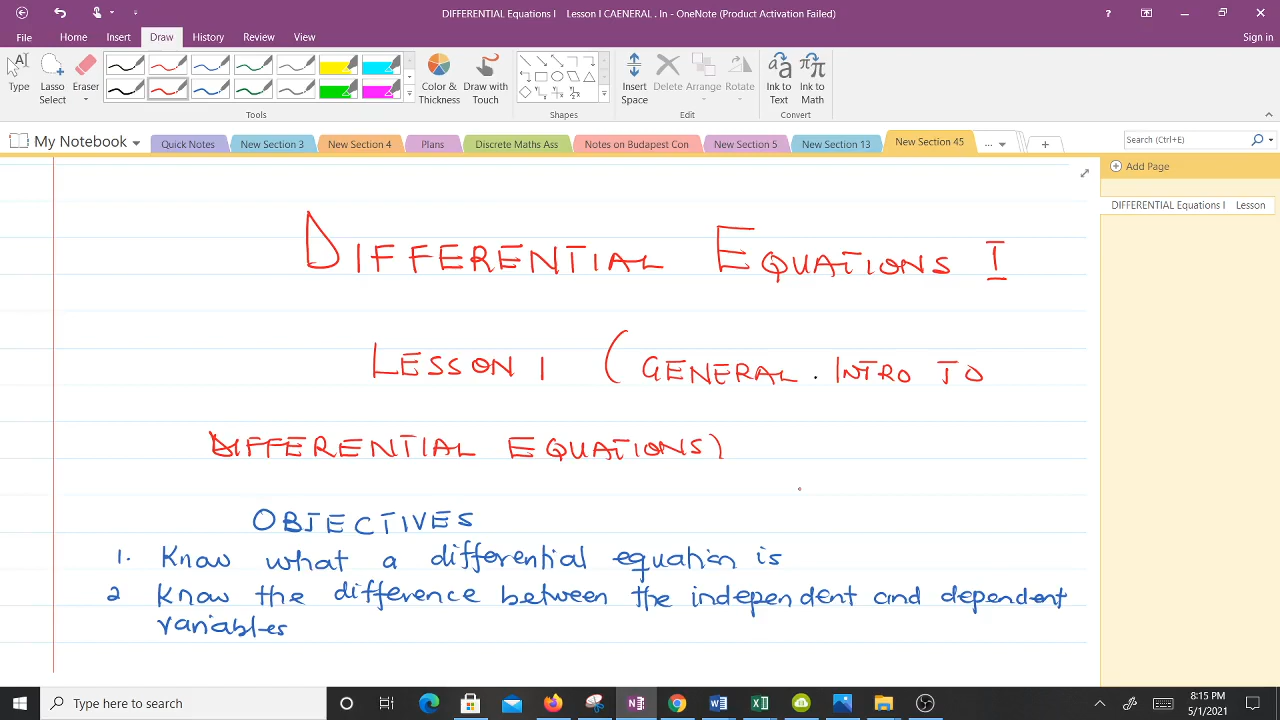 DIFFERENTIAL Equations I    Lesson I CAENERAL . In - OneNote (Product Activation Failed)
File Home Insert Draw History Review View Sign in
Type Lasso Select Eraser Color & Thickness Draw with Touch Insert Space Delete Arrange Rotate Ink to Text Ink to Math
Tools Shapes Edit Convert
My Notebook Quick Notes New Section 3 New Section 4 Plans Discrete Maths Ass Notes on Budapest Con New Section 5 New Section 13 New Section 45 ... Search (Ctrl+E)
Add Page
DIFFERENTIAL Equations I    Lesson
DIFFERENTIAL EQUATIONS I
LESSON 1 (GENERAL . INTRO TO
DIFFERENTIAL EQUATIONS)
OBJECTIVES
1. Know what a differential equation is
2 Know the difference between the independent and dependent
variables
Type here to search
8:15 PM
5/1/2021